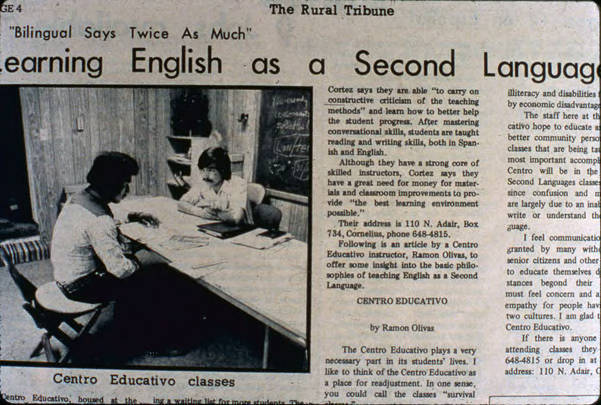 GE 4
The Rural Tribune
"Bilingual Says Twice As Much"
earning English as a Second Language
Centro Educativo classes
Centro Educativo, housed at the
ing a waiting list for more students. The
Cortez says they are able "to carry on
constructive criticism of the teaching
methods" and learn how to better help
the student progress. After mastering
conversational skills, students are taught
reading and writing skills, both in Span-
ish and English.
Although they have a strong core of
skilled instructors, Cortez says they
have a great need for money for mater-
ials and classroom improvements to pro-
vide "the best learning environment
possible."
Their address is 110 N. Adair, Box
734, Cornelius, phone 648-4815.
Following is an article by a Centro
Educativo instructor, Ramon Olivas, to
offer some insight into the basic philo-
sophies of teaching English as a Second
Language.
CENTRO EDUCATIVO
by Ramon Olivas
The Centro Educativo plays a very
necessary part in its students' lives. I
like to think of the Centro Educativo as
a place for readjustment. In one sense,
you could call the classes "survival
illiteracy and disabilities
by economic disadvantage
The staff here at th
cativo hope to educate a
better community perso
classes that are being tau
most important accompl
Centro will be in the
Second Languages classes
since confusion and m
are largely due to an inab
write or understand the
guage.
I feel communicatio
granted by many witho
senior citizens and other
to educate themselves d
stances begond their
must feel concern and a
empathy for people hav
two cultures. I am glad t
Centro Educativo.
If there is anyone
attending classes they
648-4815 or drop in at
address: 110 N. Adair, C